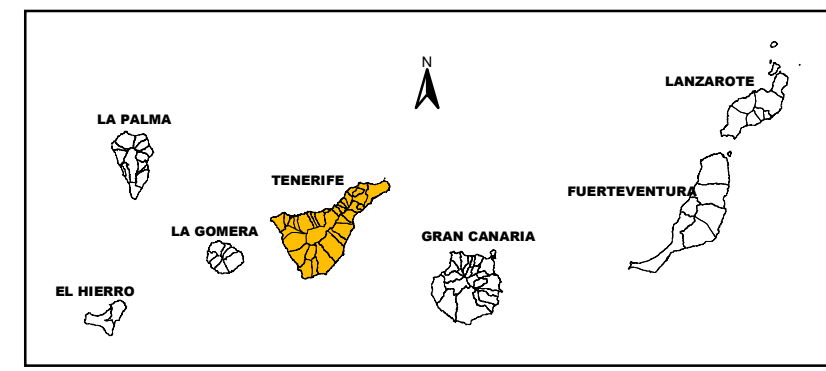 N
LANZAROTE
LA PALMA
TENERIFE
FUERTEVENTURA
LA GOMERA
GRAN CANARIA
EL HIERRO